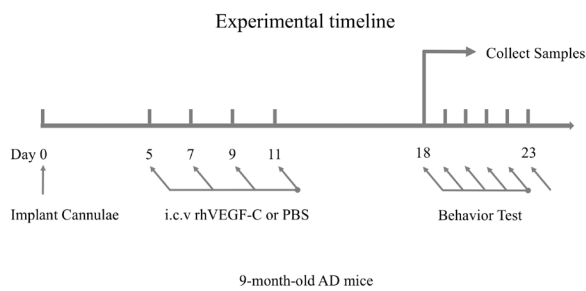 Experimental timeline
Collect Samples
Day 0 5 7 9 11 18 23
Implant Cannulae i.c.v rhVEGF-C or PBS Behavior Test
9-month-old AD mice